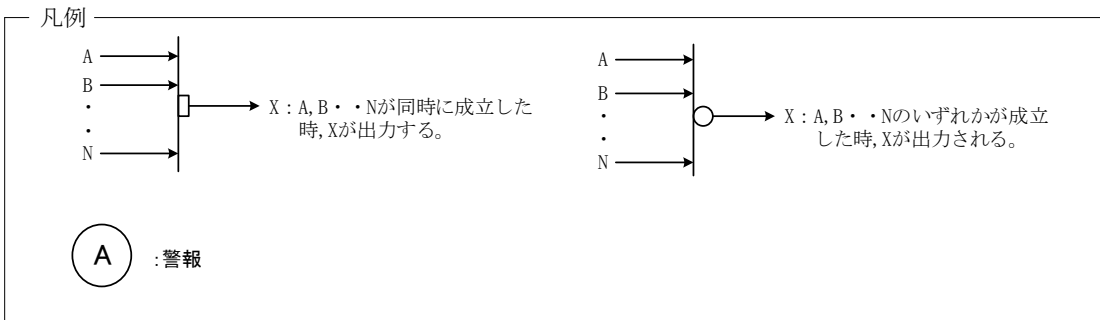 凡例
A
B
・
・
N
X：A,B・・Nが同時に成立した
時,Xが出力する。
A
B
・
・
N
X：A,B・・Nのいずれかが成立
した時,Xが出力される。
A
:警報